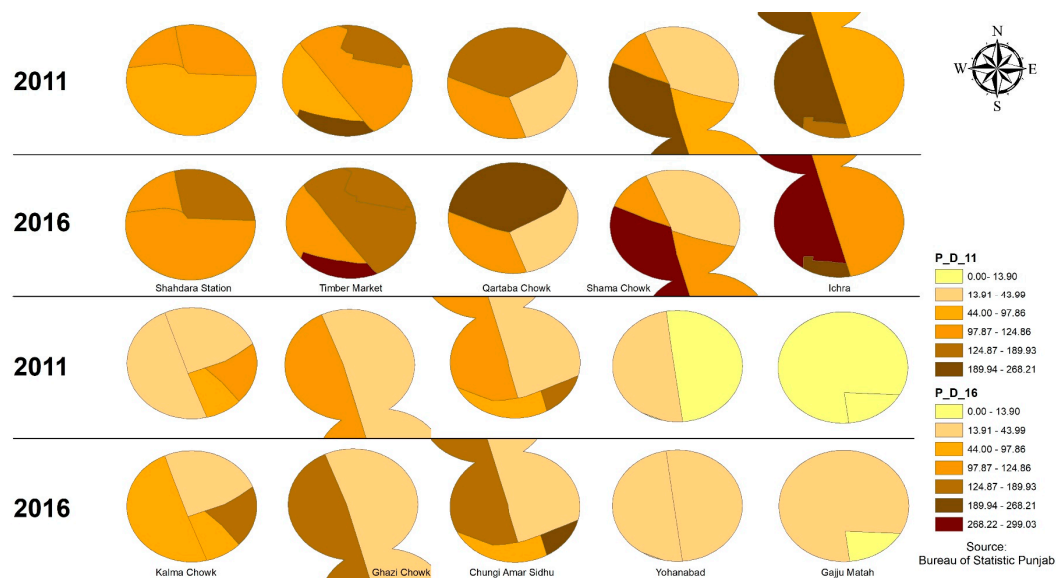 N
W E
S
2011
2016
Shahdara Station Timber Market Qartaba Chowk Shama Chowk Ichra
2011
2016
Kalma Chowk Ghazi Chowk Chungi Amar Sidhu Yohanabad Gajju Matah
P_D_11
0.00- 13.90
13.91 - 43.99
44.00 - 97.86
97.87 - 124.86
124.87 - 189.93
189.94 - 268.21
P_D_16
0.00 - 13.90
13.91 - 43.99
44.00 - 97.86
97.87 - 124.86
124.87 - 189.93
189.94 - 268.21
268.22 - 299.03
Source:
Bureau of Statistic Punjab